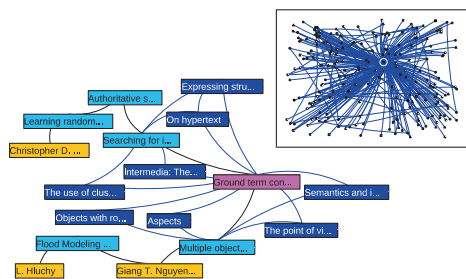 Expressing stru...
Authoritative s...
Learning random...
On hypertext
Christopher D. ...
Searching for i...
Intermedia: The...
Ground term con...
The use of clus...
Semantics and i...
Objects with ro...
Aspects
The point of vi...
Flood Modeling ...
Multiple object...
L. Hluchy
Giang T. Nguyen...